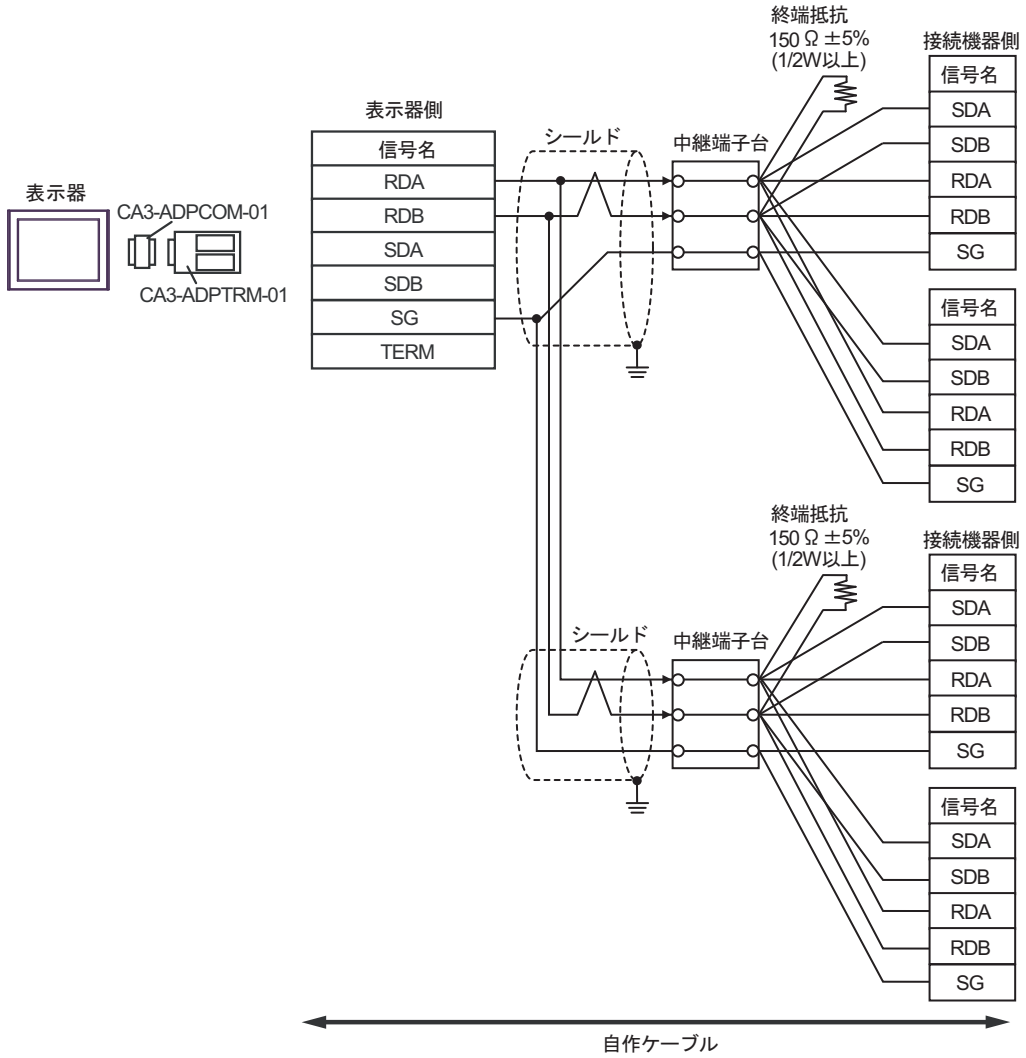 終端抵抗
150 Ω ±5%
(1/2W以上)
接続機器側
信号名
SDA
SDB
RDA
RDB
SG
表示器側
信号名
RDA
RDB
SDA
SDB
SG
TERM
シールド
中継端子台
表示器
CA3-ADPCOM-01
CA3-ADPTRM-01
信号名
SDA
SDB
RDA
RDB
SG
終端抵抗
150 Ω ±5%
(1/2W以上)
接続機器側
信号名
SDA
SDB
RDA
RDB
SG
シールド
中継端子台
信号名
SDA
SDB
RDA
RDB
SG
自作ケーブル